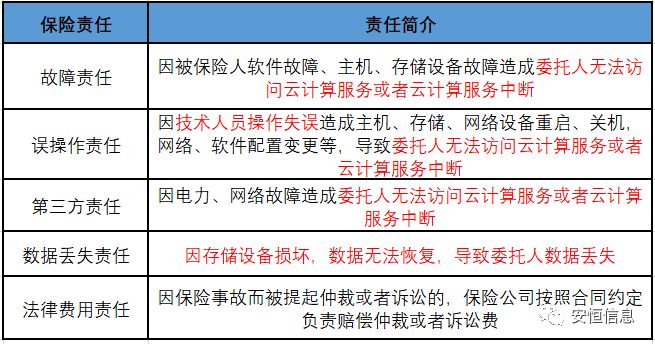 保险责任
责任简介
故障责任
因被保险人软件故障、主机、存储设备故障造成委托人无法访
问云计算服务或者云计算服务中断
误操作责任
因技术人员操作失误造成主机、存储、网络设备重启、关机，
网络、软件配置变更等，导致委托人无法访问云计算服务或者
云计算服务中断
第三方责任
因电力、网络故障造成委托人无法访问云计算服务或者云计算
服务中断
数据丢失责任
因存储设备损坏，数据无法恢复，导致委托人数据丢失
法律费用责任
因保险事故而被提起仲裁或者诉讼的，保险公司按照合同约定
负责赔偿仲裁或者诉讼费
安恒信息